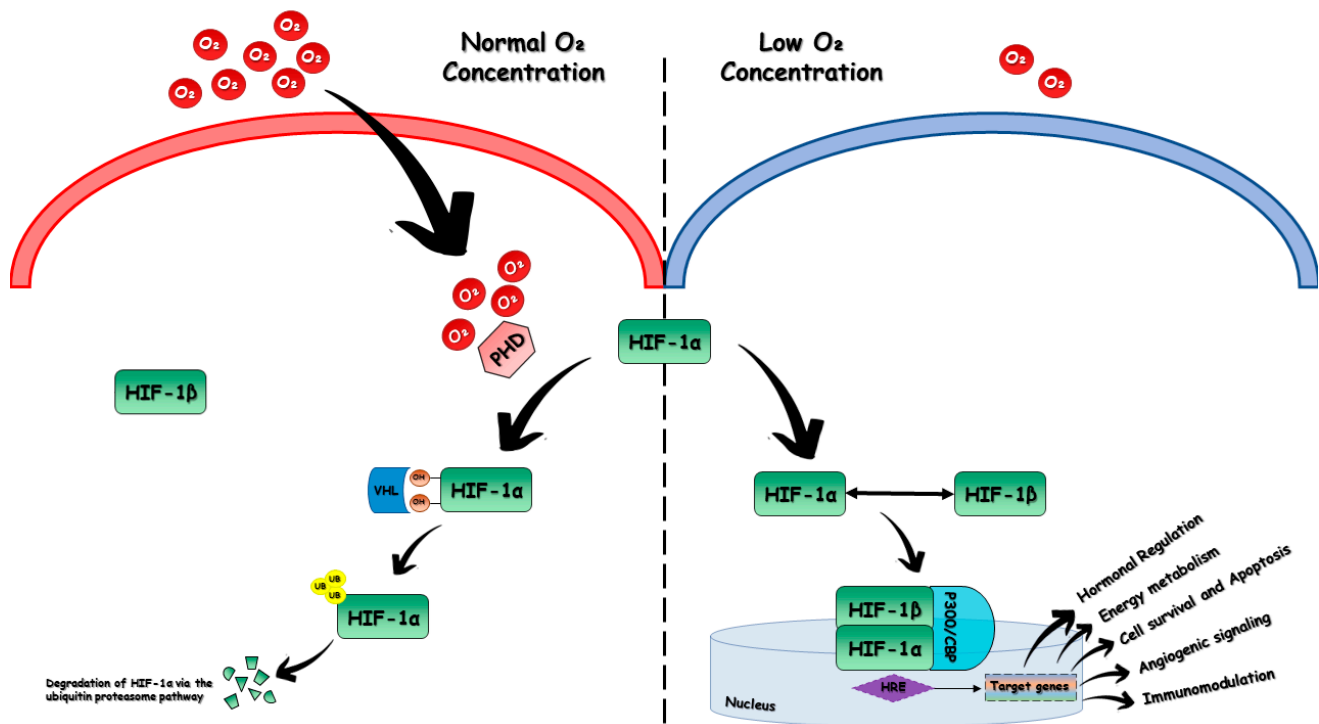 Normal O₂
Concentration
Low O₂
Concentration
O₂
O₂
O₂
O₂
O₂
O₂
O₂
O₂
O₂
O₂
O₂
O₂
O₂
O₂
PHD
HIF-1α
HIF-1β
VHL
OH
OH
HIF-1α
UB
UB
UB
HIF-1α
Degradation of HIF-1α via the
ubiquitin proteasome pathway
HIF-1α
HIF-1β
HIF-1β
HIF-1α
P300/CBP
HRE
Target genes
Nucleus
Hormonal Regulation
Energy metabolism
Cell survival and Apoptosis
Angiogenic signaling
Immunomodulation